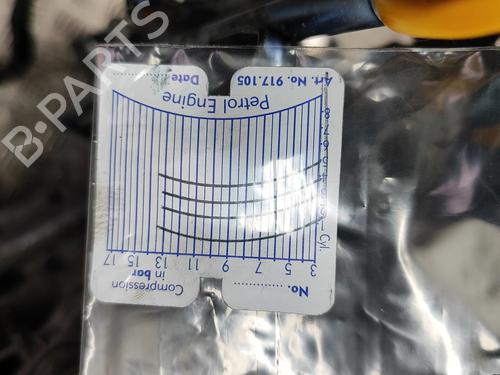 B-PARTS
No. ............
Compression
in bar
3 5 7 9 11 13 15 17
Cyl.
Petrol Engine
Art. No. 917.105
Date